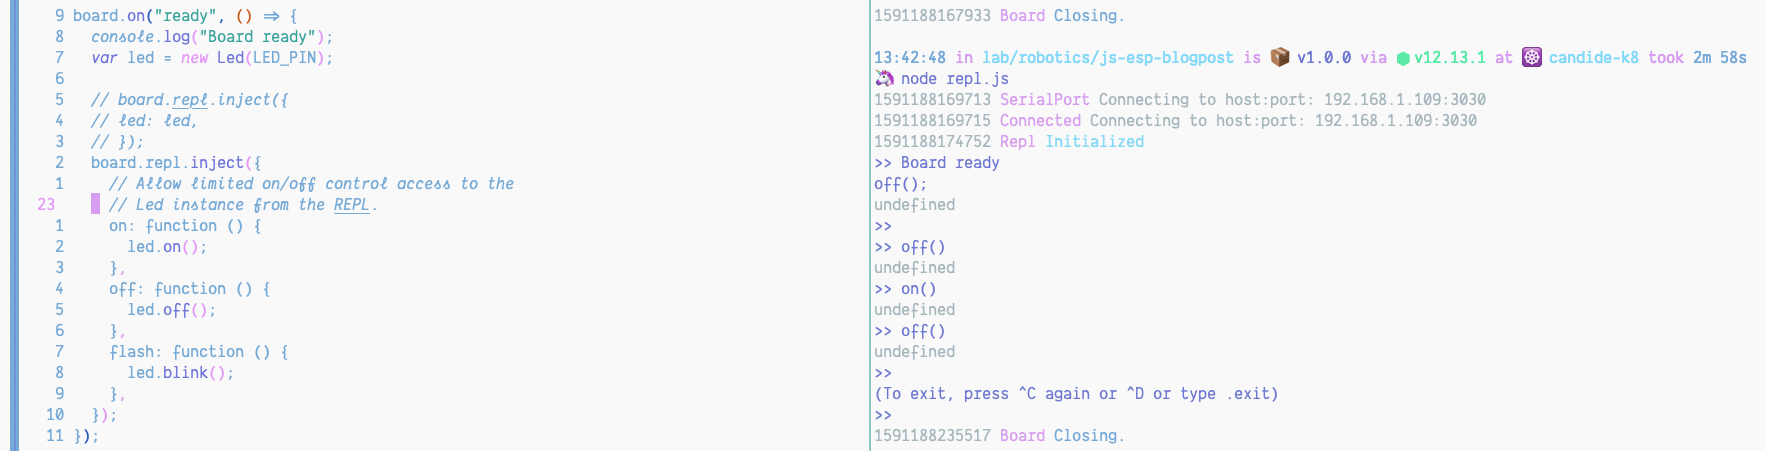 9 board.on("ready", () => {
8 console.log("Board ready");
7 var led = new Led(LED_PIN);
6
5 // board.repl.inject({
4 // led: led,
3 // });
2 board.repl.inject({
1 // Allow limited on/off control access to the
23 // Led instance from the REPL.
1 on: function () {
2 led.on();
3 },
4 off: function () {
5 led.off();
6 },
7 flash: function () {
8 led.blink();
9 },
10 });
11 });
1591188167933 Board Closing.
13:42:48 in lab/robotics/js-esp-blogpost is 📦 v1.0.0 via ⬢ v12.13.1 at ☸ candide-k8 took 2m 58s
🦄 node repl.js
1591188169713 SerialPort Connecting to host:port: 192.168.1.109:3030
1591188169715 Connected Connecting to host:port: 192.168.1.109:3030
1591188174752 Repl Initialized
>> Board ready
off();
undefined
>>
>> off()
undefined
>> on()
undefined
>> off()
undefined
>>
(To exit, press ^C again or ^D or type .exit)
>>
1591188235517 Board Closing.